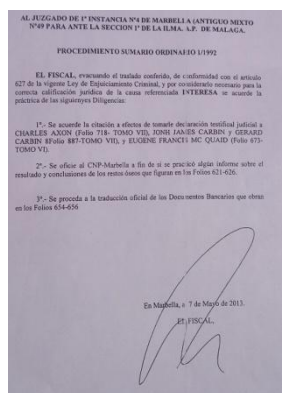 AL JUZGADO DE 1ª INSTANCIA Nº4 DE MARBELLA (ANTIGUO MIXTO
Nº49 PARA ANTE LA SECCION 1ª DE LA ILMA. A.P. DE MALAGA.
PROCEDIMIENTO SUMARIO ORDINARIO 1/1992
EL FISCAL, evacuando el traslado conferido, de conformidad con el artículo
627 de la vigente Ley de Enjuiciamiento Criminal, y por considerarlo necesario para la
correcta calificación jurídica de la causa referenciada INTERESA se acuerde la
práctica de las siguientes Diligencias.
1º.- Se acuerde la citación a efectos de tomarle declaración testifical judicial a
CHARLES AXON (Folio 718- TOMO VII), JONH JANES CARBIN y GERARD
CARBIN 8Folio 887-TOMO VII), y EUGENE FRANCIS MC QUAID (Folio 673-
TOMO VI).
2º.- Se oficie al CNP-Marbella a fin de si se practicó algún informe sobre el
resultado y conclusiones de los restos óseos que figuran en los Folios 621-626.
3º.- Se proceda a la traducción oficial de los Documentos Bancarios que obran
en los Folios 634-656
En Marbella, a 7 de Mayo de 2013.
EL FISCAL,